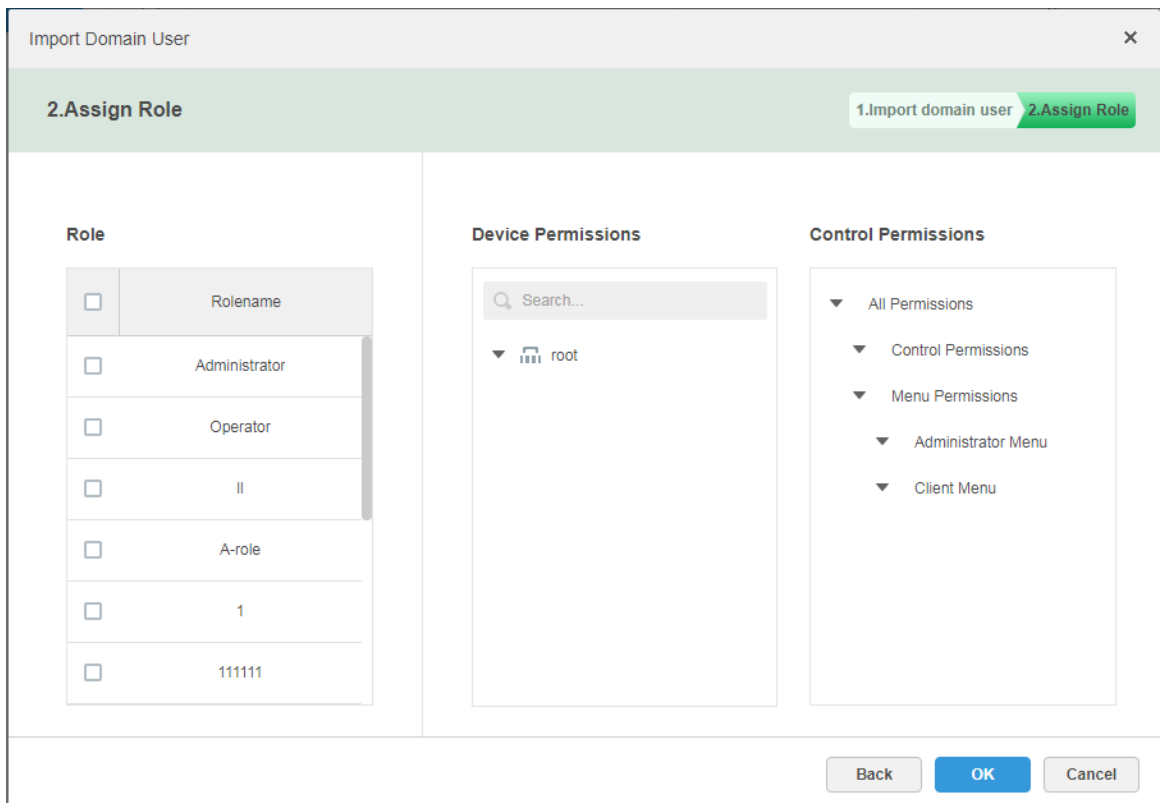 Import Domain User
2.Assign Role
1.Import domain user 2.Assign Role
Role
Rolename
Administrator
Operator
II
A-role
1
111111
Device Permissions
Search...
root
Control Permissions
All Permissions
Control Permissions
Menu Permissions
Administrator Menu
Client Menu
Back OK Cancel